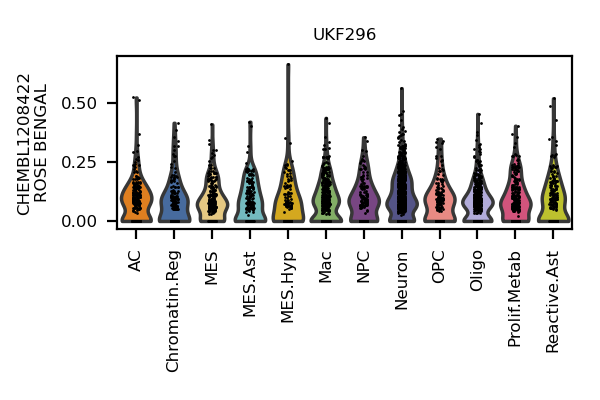 UKF296
CHEMBL1208422
ROSE BENGAL
0.50
0.25
0.00
AC
Chromatin.Reg
MES
MES.Ast
MES.Hyp
Mac
NPC
Neuron
OPC
Oligo
Prolif.Metab
Reactive.Ast